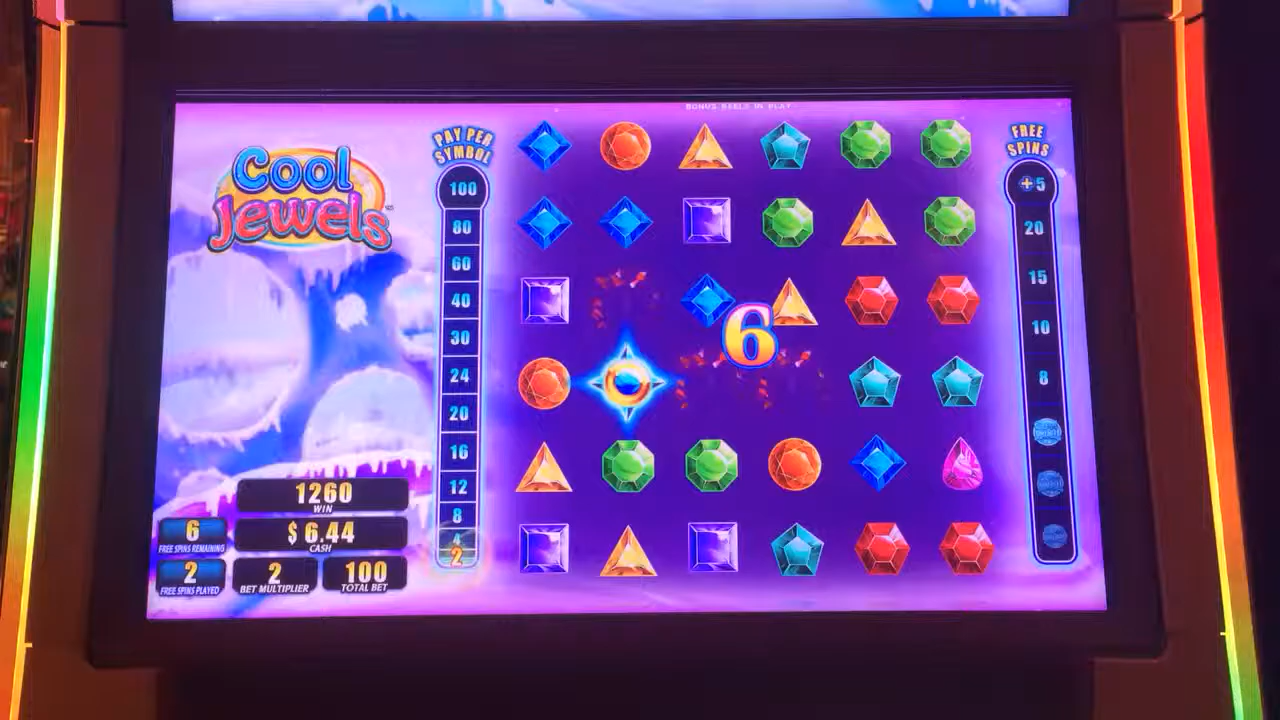 BONUS REELS IN PLAY
Cool
Jewels
TM
PAY PER
SYMBOL
100
80
60
40
30
24
20
16
12
8
4
2
6
FREE
SPINS
+5
20
15
10
8
1260
WIN
$6.44
CASH
6
FREE SPINS REMAINING
2
FREE SPINS PLAYED
2
BET MULTIPLIER
100
TOTAL BET